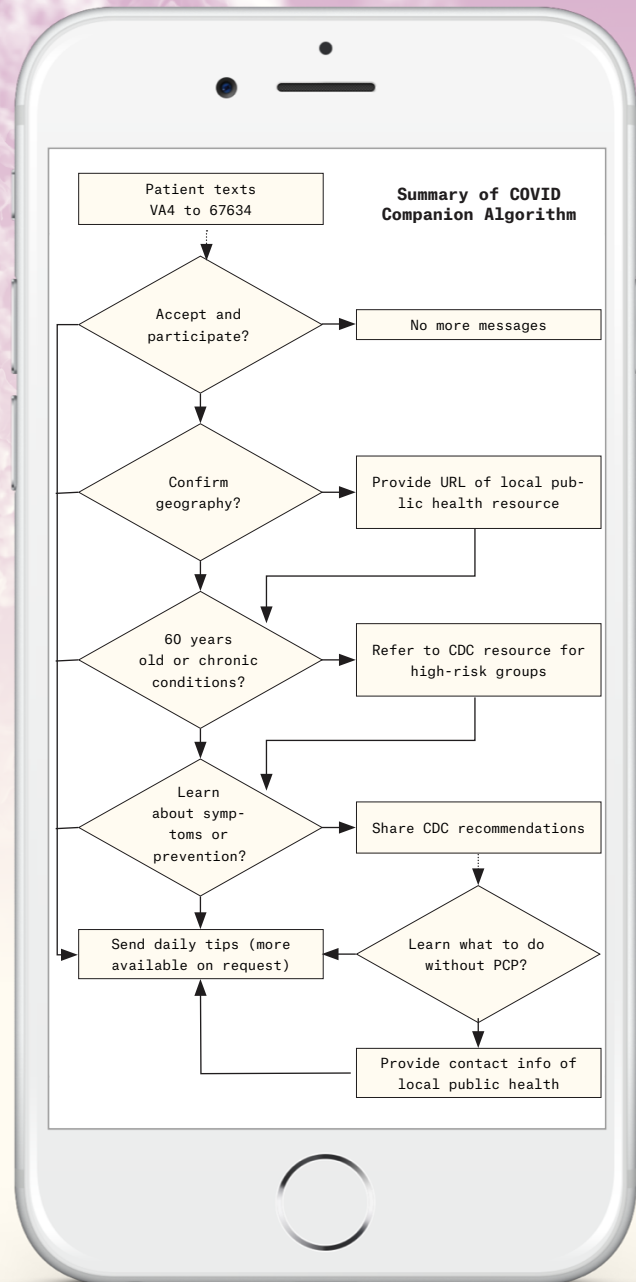 Patient texts
VA4 to 67634
Summary of COVID
Companion Algorithm
Accept and
participate?
No more messages
Confirm
geography?
Provide URL of local pub-
lic health resource
60 years
old or chronic
conditions?
Refer to CDC resource for
high-risk groups
Learn
about symp-
toms or
prevention?
Share CDC recommendations
Send daily tips (more
available on request)
Learn what to do
without PCP?
Provide contact info of
local public health